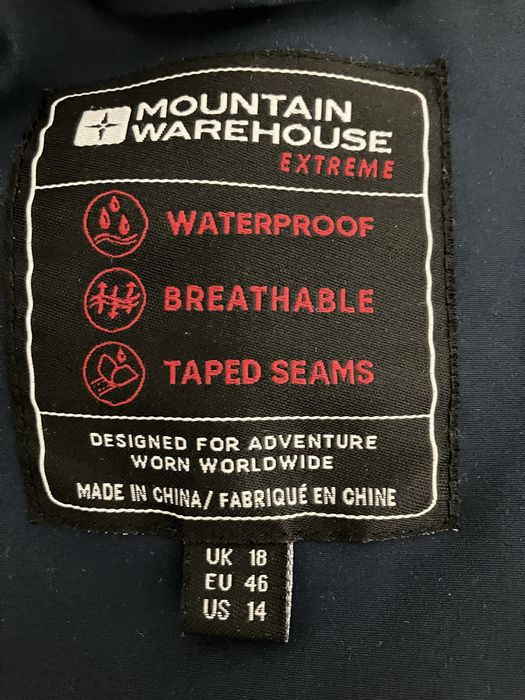 MOUNTAIN
WAREHOUSE
EXTREME
WATERPROOF
BREATHABLE
TAPED SEAMS
DESIGNED FOR ADVENTURE
WORN WORLDWIDE
MADE IN CHINA/ FABRIQUÉ EN CHINE
UK 18
EU 46
US 14